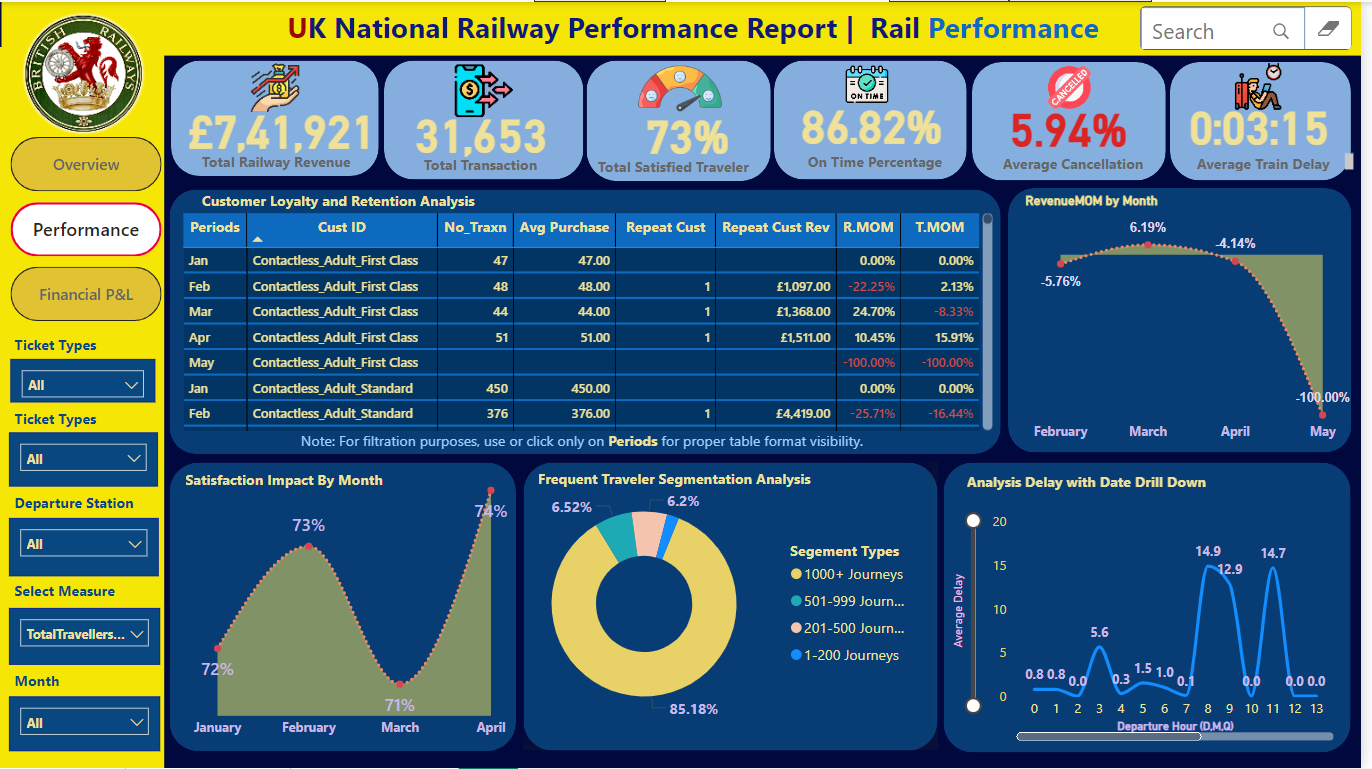 UK National Railway Performance Report | Rail Performance
Search
BRITISH RAILWAYS
Overview
Performance
Financial P&L
Ticket Types
All
Ticket Types
All
Departure Station
All
Select Measure
TotalTravellers...
Month
All
£7,41,921
Total Railway Revenue
31,653
Total Transaction
73%
Total Satisfied Traveler
ON TIME
86.82%
On Time Percentage
CANCELLED
5.94%
Average Cancellation
0:03:15
Average Train Delay
Customer Loyalty and Retention Analysis
Periods Cust ID No_Traxn Avg Purchase Repeat Cust Repeat Cust Rev R.MOM T.MOM
Jan Contactless_Adult_First Class 47 47.00 0.00% 0.00%
Feb Contactless_Adult_First Class 48 48.00 1 £1,097.00 -22.25% 2.13%
Mar Contactless_Adult_First Class 44 44.00 1 £1,368.00 24.70% -8.33%
Apr Contactless_Adult_First Class 51 51.00 1 £1,511.00 10.45% 15.91%
May Contactless_Adult_First Class -100.00% -100.00%
Jan Contactless_Adult_Standard 450 450.00 0.00% 0.00%
Feb Contactless_Adult_Standard 376 376.00 1 £4,419.00 -25.71% -16.44%
Note: For filtration purposes, use or click only on Periods for proper table format visibility.
RevenueMOM by Month
6.19%
-4.14%
-5.76%
-100.00%
February March April May
Satisfaction Impact By Month
74%
73%
72%
71%
January February March April
Frequent Traveler Segmentation Analysis
6.52% 6.2%
85.18%
Segement Types
1000+ Journeys
501-999 Journ...
201-500 Journ...
1-200 Journeys
Analysis Delay with Date Drill Down
Average Delay
20
15
10
5
0
0.8 0.8 0.0 5.6 0.3 1.5 1.0 0.1 14.9 12.9 0.0 14.7 0.0 0.0
0 1 2 3 4 5 6 7 8 9 10 11 12 13
Departure Hour (D,M,Q)